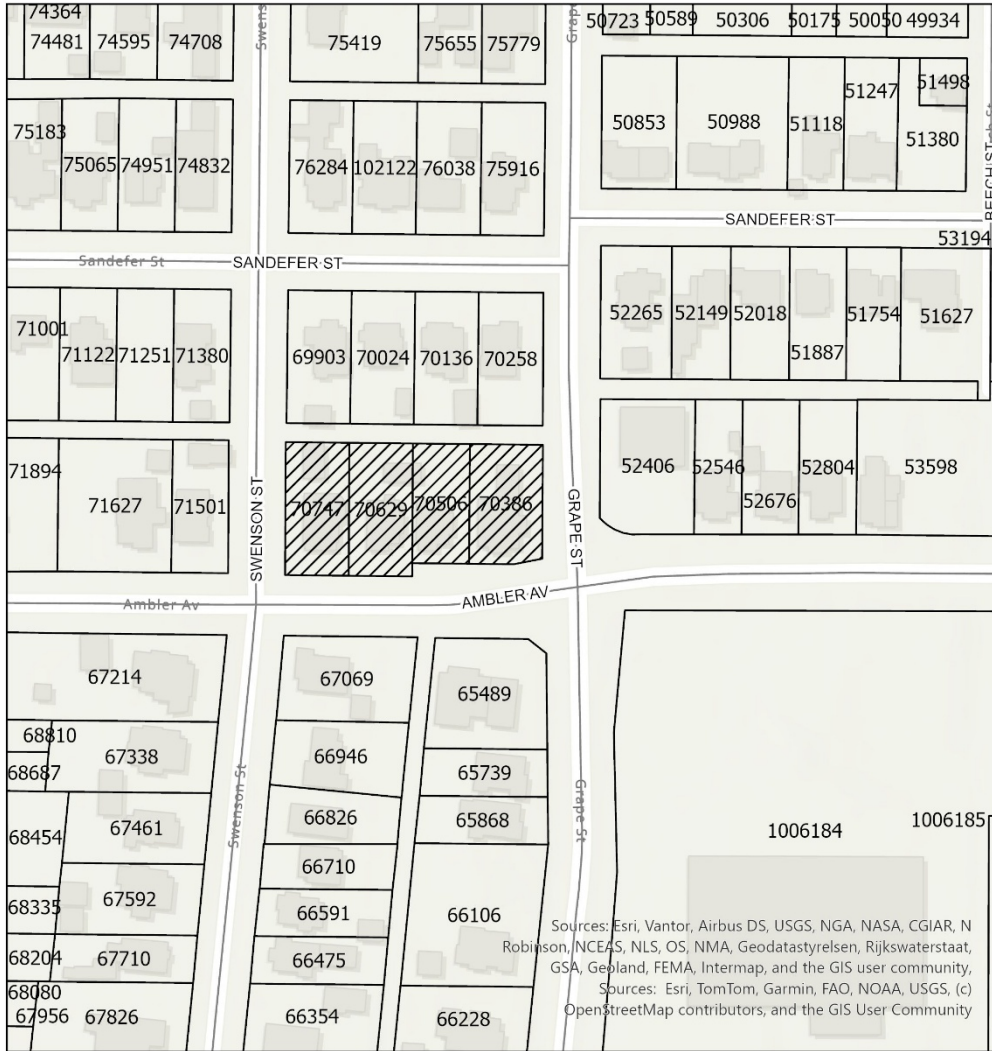 74364
50723 50589 50306 50175 50050 49934
74481 74595 74708
75419 75655 75779
51498
51247
50853 50988 51118 51380
75183
75065 74951 74832
76284 102122 76038 75916
BEECH ST
SANDEFER ST
53194
Sandefer St SANDEFER ST
52265 52149 52018 51754 51627
51887
71001
71122 71251 71380
69903 70024 70136 70258
71894
52406 52546 52804 53598
52676
71627 71501
70747 70629 70506 70386
SWENSON ST
GRAPE ST
Ambler Av AMBLER AV
67214
67069
65489
68810
67338
66946
68687
65739
68454
67461
66826
65868
1006184
1006185
66710
67592
66591
66106
68335
68204
67710
66475
68080
67956
67826
66354
66228
Swenson St
Grape St
Sources: Esri, Vantor, Airbus DS, USGS, NGA, NASA, CGIAR, N
Robinson, NCEAS, NLS, OS, NMA, Geodatastyrelsen, Rijkswaterstaat,
GSA, Geoland, FEMA, Intermap, and the GIS user community,
Sources: Esri, TomTom, Garmin, FAO, NOAA, USGS, (c)
OpenStreetMap contributors, and the GIS User Community